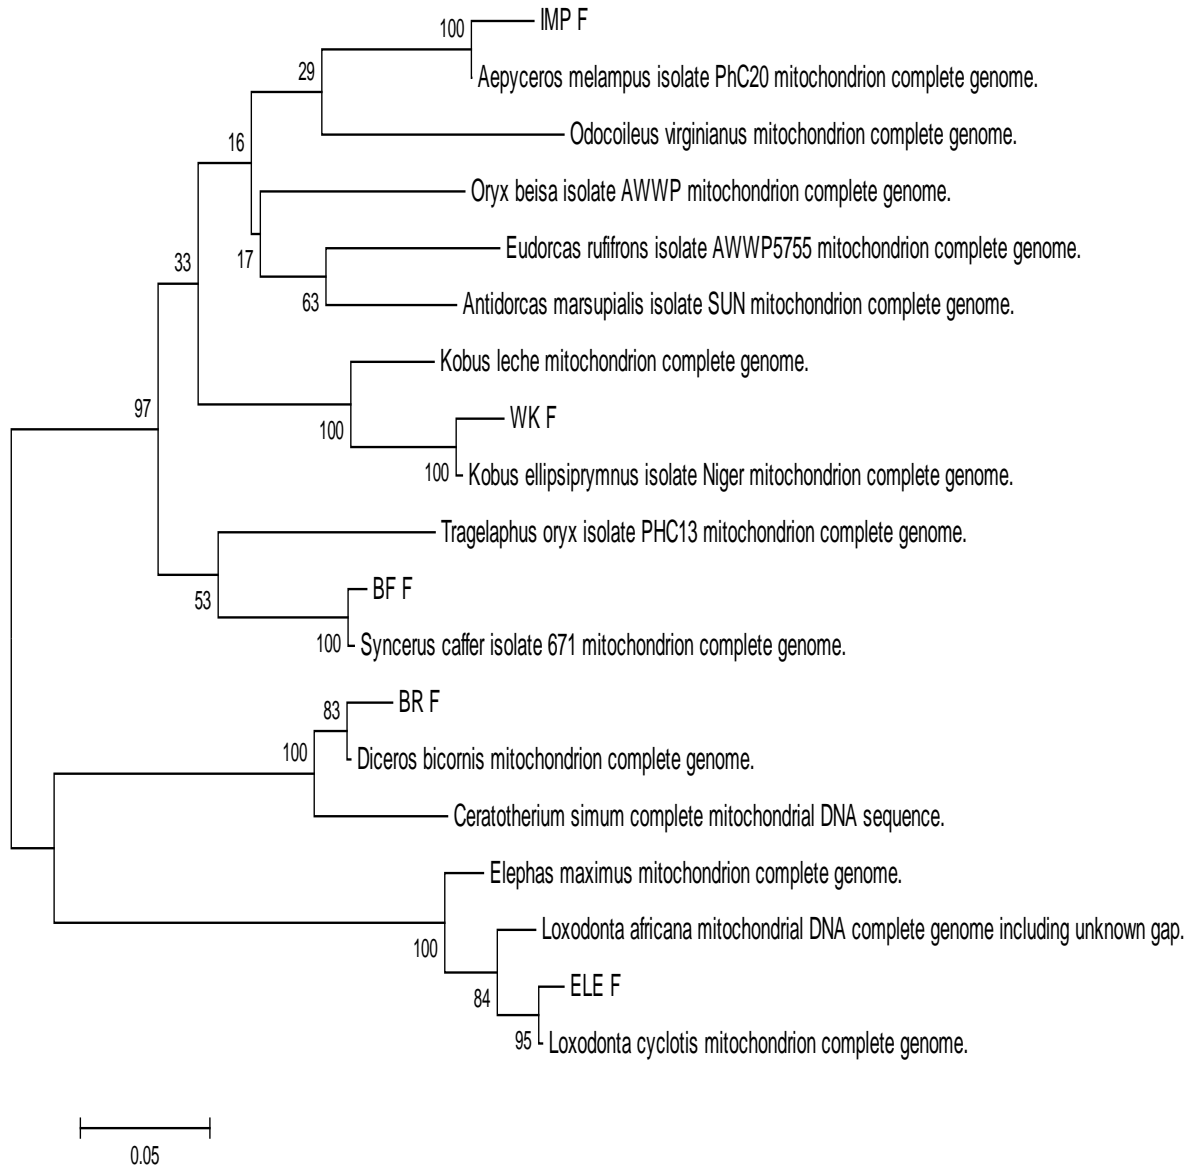 IMP F
100
Aepyceros melampus isolate PhC20 mitochondrion complete genome.
29
Odocoileus virginianus mitochondrion complete genome.
16
Oryx beisa isolate AWWP mitochondrion complete genome.
Eudorcas rufifrons isolate AWWP5755 mitochondrion complete genome.
17
33
63
Antidorcas marsupialis isolate SUN mitochondrion complete genome.
Kobus leche mitochondrion complete genome.
97
WK F
100
100
Kobus ellipsiprymnus isolate Niger mitochondrion complete genome.
Tragelaphus oryx isolate PHC13 mitochondrion complete genome.
BF F
53
100
Syncerus caffer isolate 671 mitochondrion complete genome.
BR F
83
100
Diceros bicornis mitochondrion complete genome.
Ceratotherium simum complete mitochondrial DNA sequence.
Elephas maximus mitochondrion complete genome.
Loxodonta africana mitochondrial DNA complete genome including unknown gap.
100
ELE F
84
95
Loxodonta cyclotis mitochondrion complete genome.
0.05